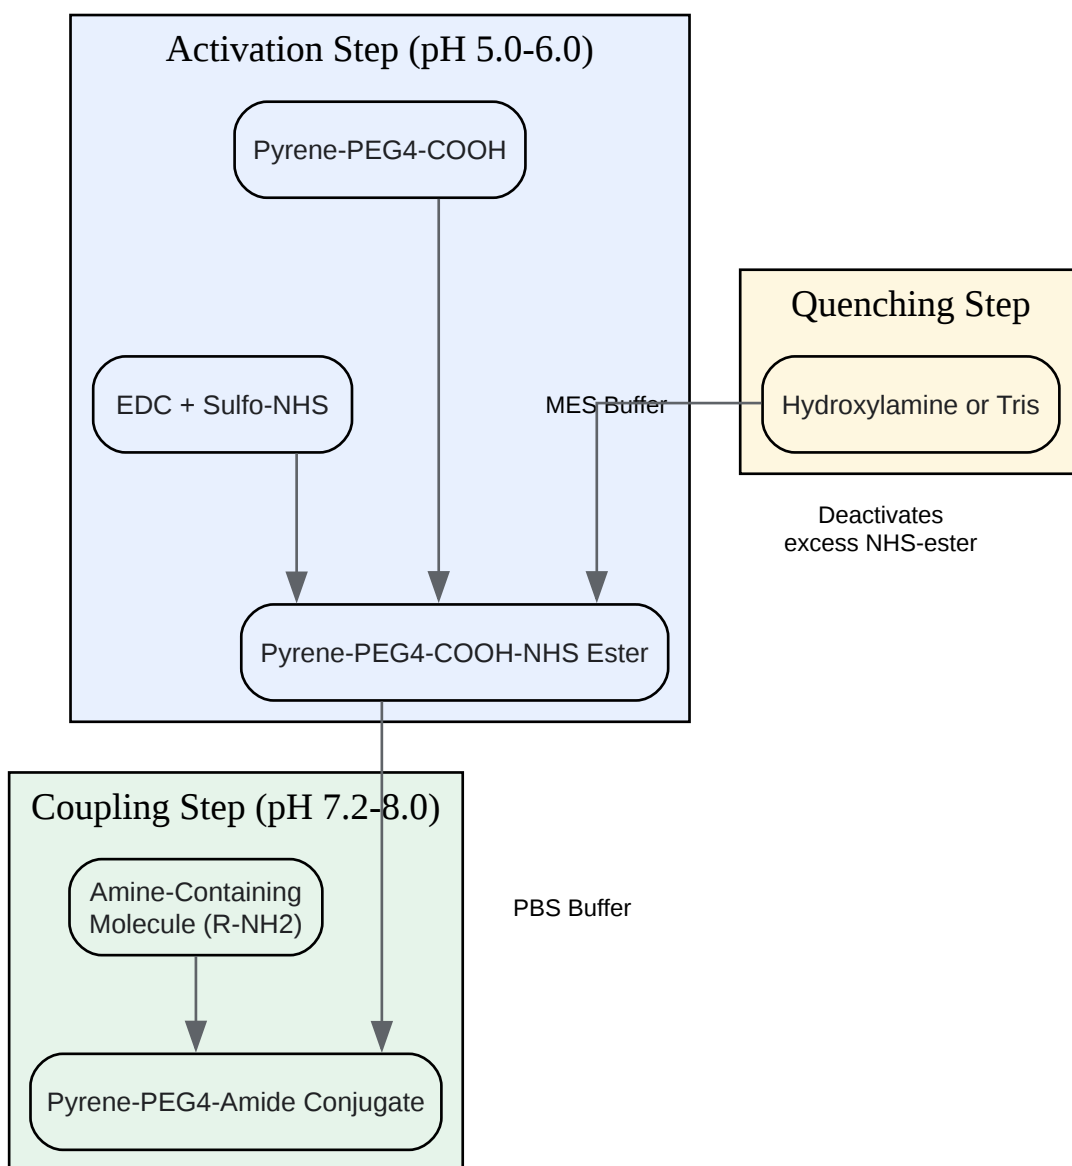 Activation Step (pH 5.0-6.0)
Pyrene-PEG4-COOH
Quenching Step
EDC + Sulfo-NHS
MES Buffer
Hydroxylamine or Tris
Deactivates
excess NHS-ester
Pyrene-PEG4-COOH-NHS Ester
Coupling Step (pH 7.2-8.0)
Amine-Containing
Molecule (R-NH2)
PBS Buffer
Pyrene-PEG4-Amide Conjugate